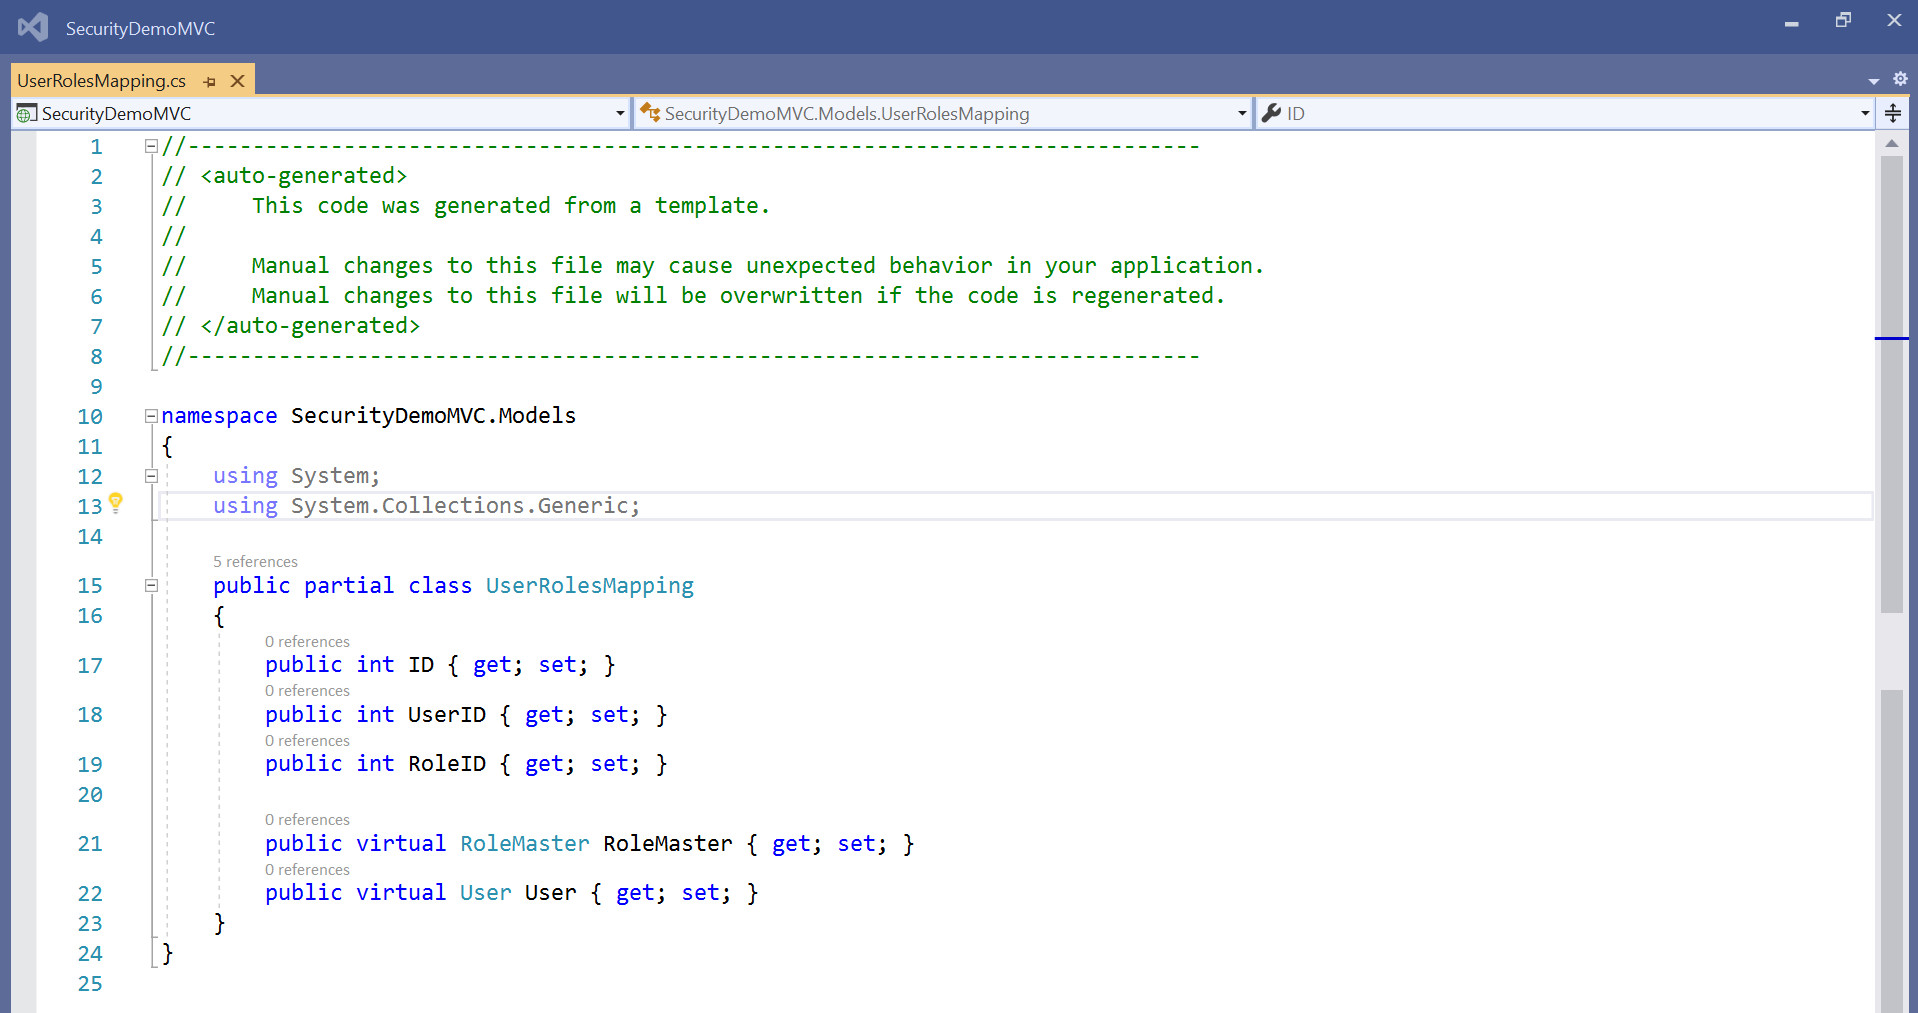 SecurityDemoMVC
UserRolesMapping.cs
SecurityDemoMVC SecurityDemoMVC.Models.UserRolesMapping ID
1 //------------------------------------------------------------------------------
2 // <auto-generated>
3 //     This code was generated from a template.
4 //
5 //     Manual changes to this file may cause unexpected behavior in your application.
6 //     Manual changes to this file will be overwritten if the code is regenerated.
7 // </auto-generated>
8 //------------------------------------------------------------------------------
9
10 namespace SecurityDemoMVC.Models
11 {
12     using System;
13     using System.Collections.Generic;
14
5 references
15     public partial class UserRolesMapping
16     {
0 references
17         public int ID { get; set; }
0 references
18         public int UserID { get; set; }
0 references
19         public int RoleID { get; set; }
20
0 references
21         public virtual RoleMaster RoleMaster { get; set; }
0 references
22         public virtual User User { get; set; }
23     }
24 }
25